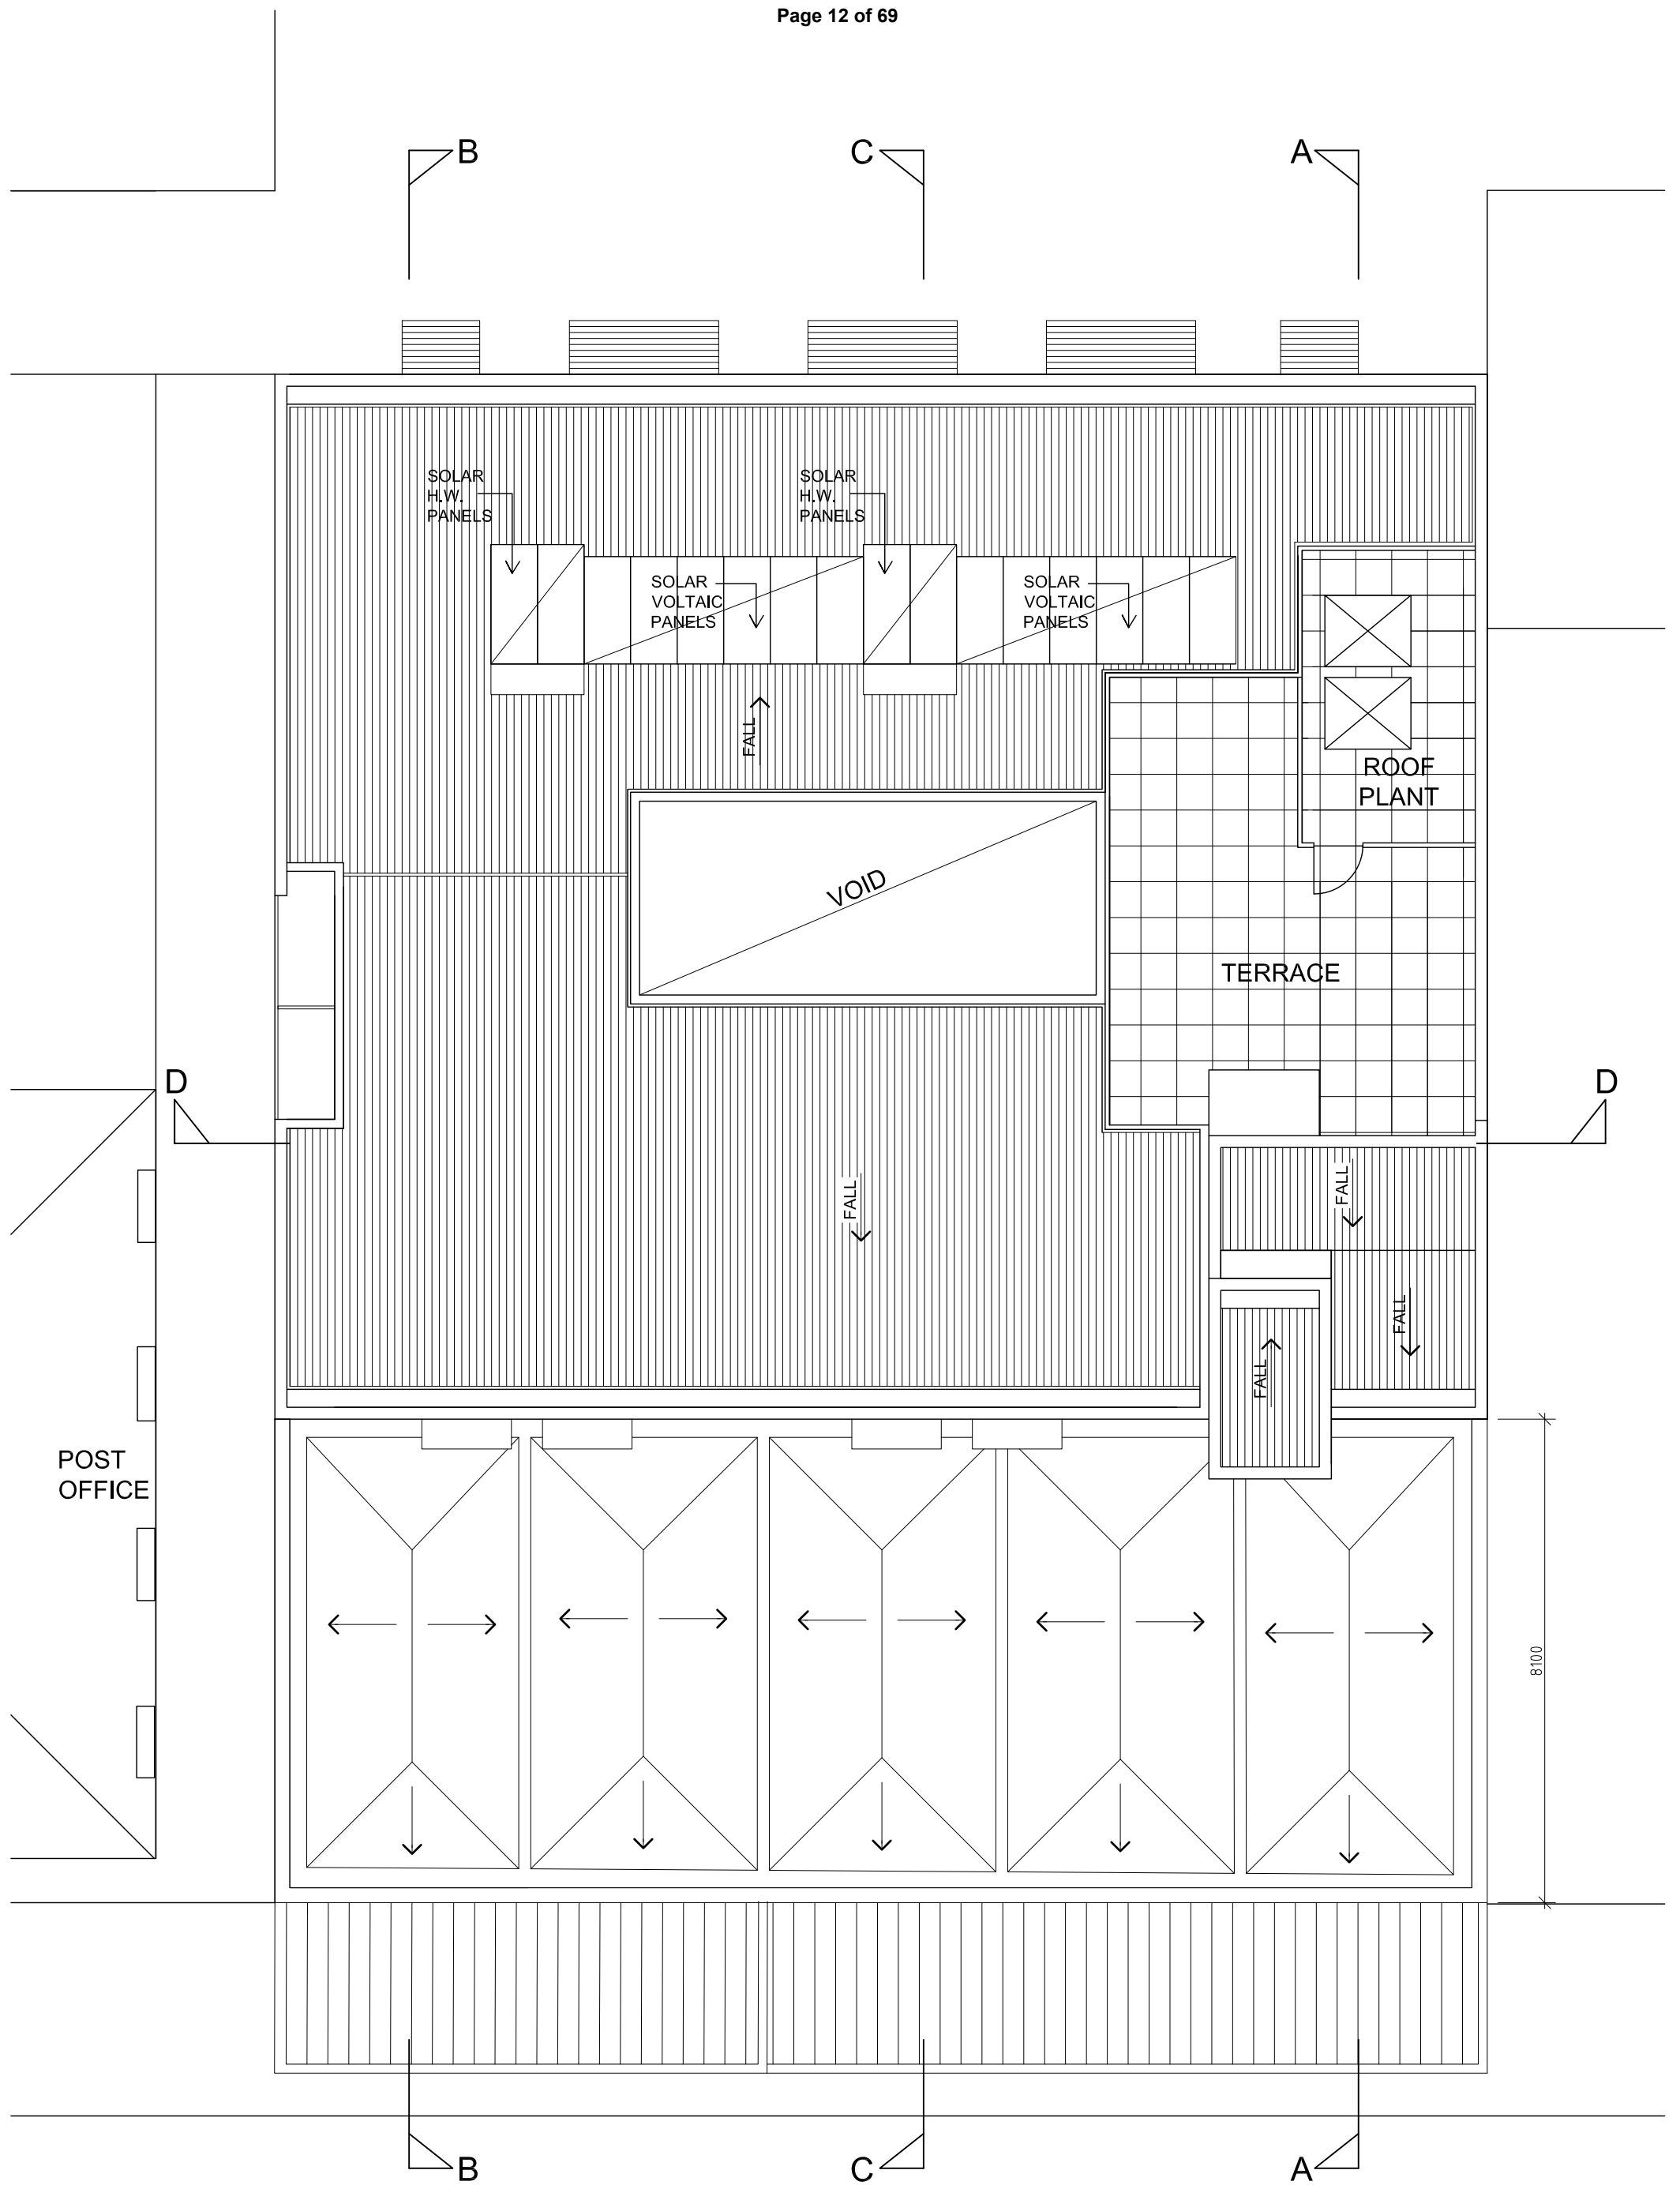 Page 12 of 69
B
C
A
SOLAR
H.W.
PANELS
SOLAR
H.W.
PANELS
SOLAR
VOLTAIC
PANELS
SOLAR
VOLTAIC
PANELS
FALL
ROOF
PLANT
VOID
TERRACE
D
D
FALL
FALL
FALL
FALL
POST
OFFICE
8100
B
C
A